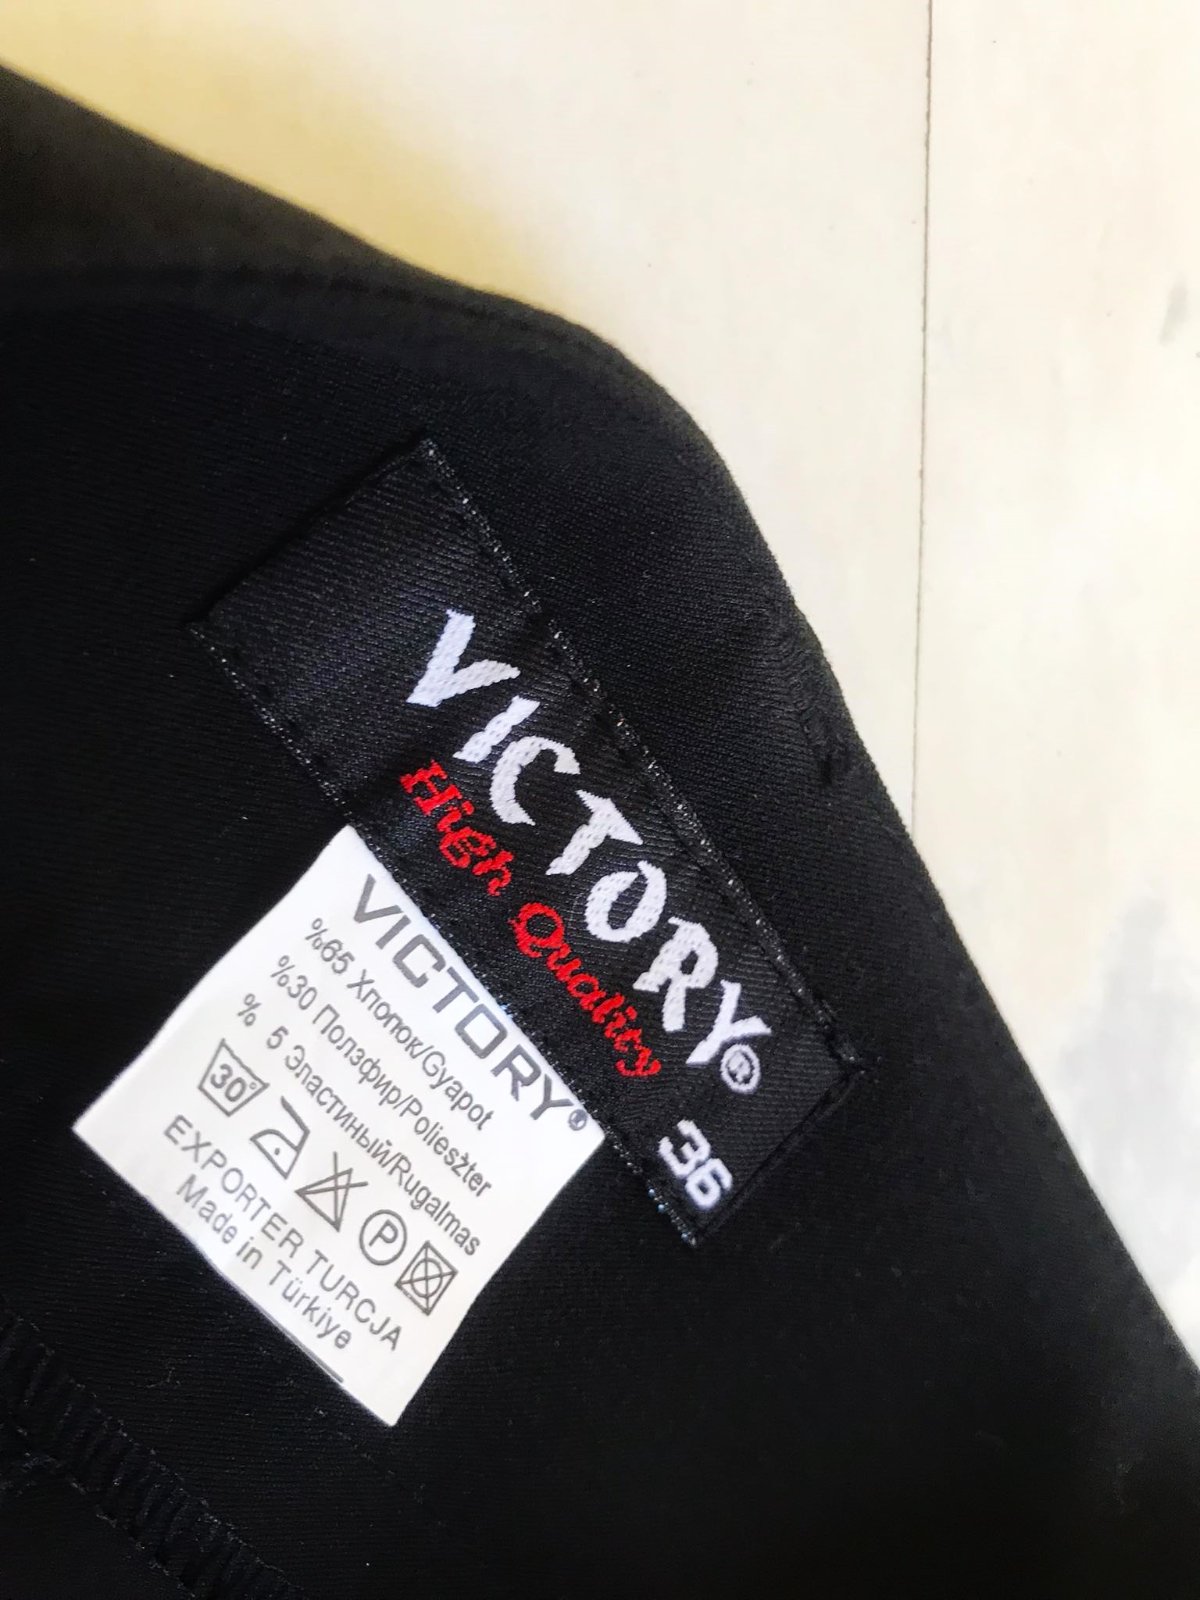 VICTORY®
High Quality
36
VICTORY®
%65 Хлопок/Gyapot
%30 Полэфир/Polieszter
% 5 Эластиный/Rugalmas
30°
P
EXPORTER TURCJA
Made in Türkiye